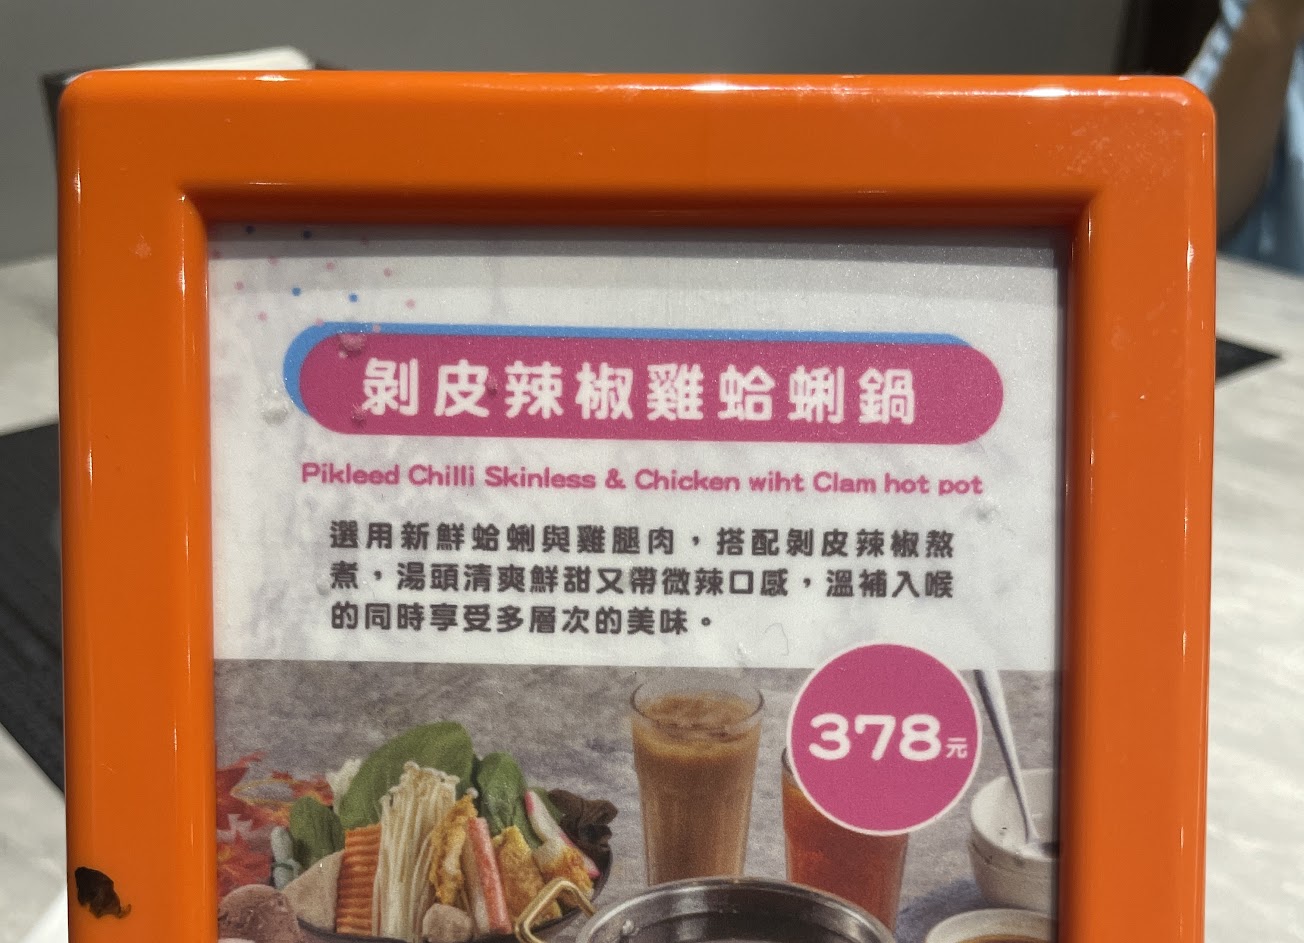 剝皮辣椒雞蛤蜊鍋
Pikleed Chilli Skinless & Chicken wiht Clam hot pot
選用新鮮蛤蜊與雞腿肉，搭配剝皮辣椒熬
煮，湯頭清爽鮮甜又帶微辣口感，溫補入喉
的同時享受多層次的美味。
378元